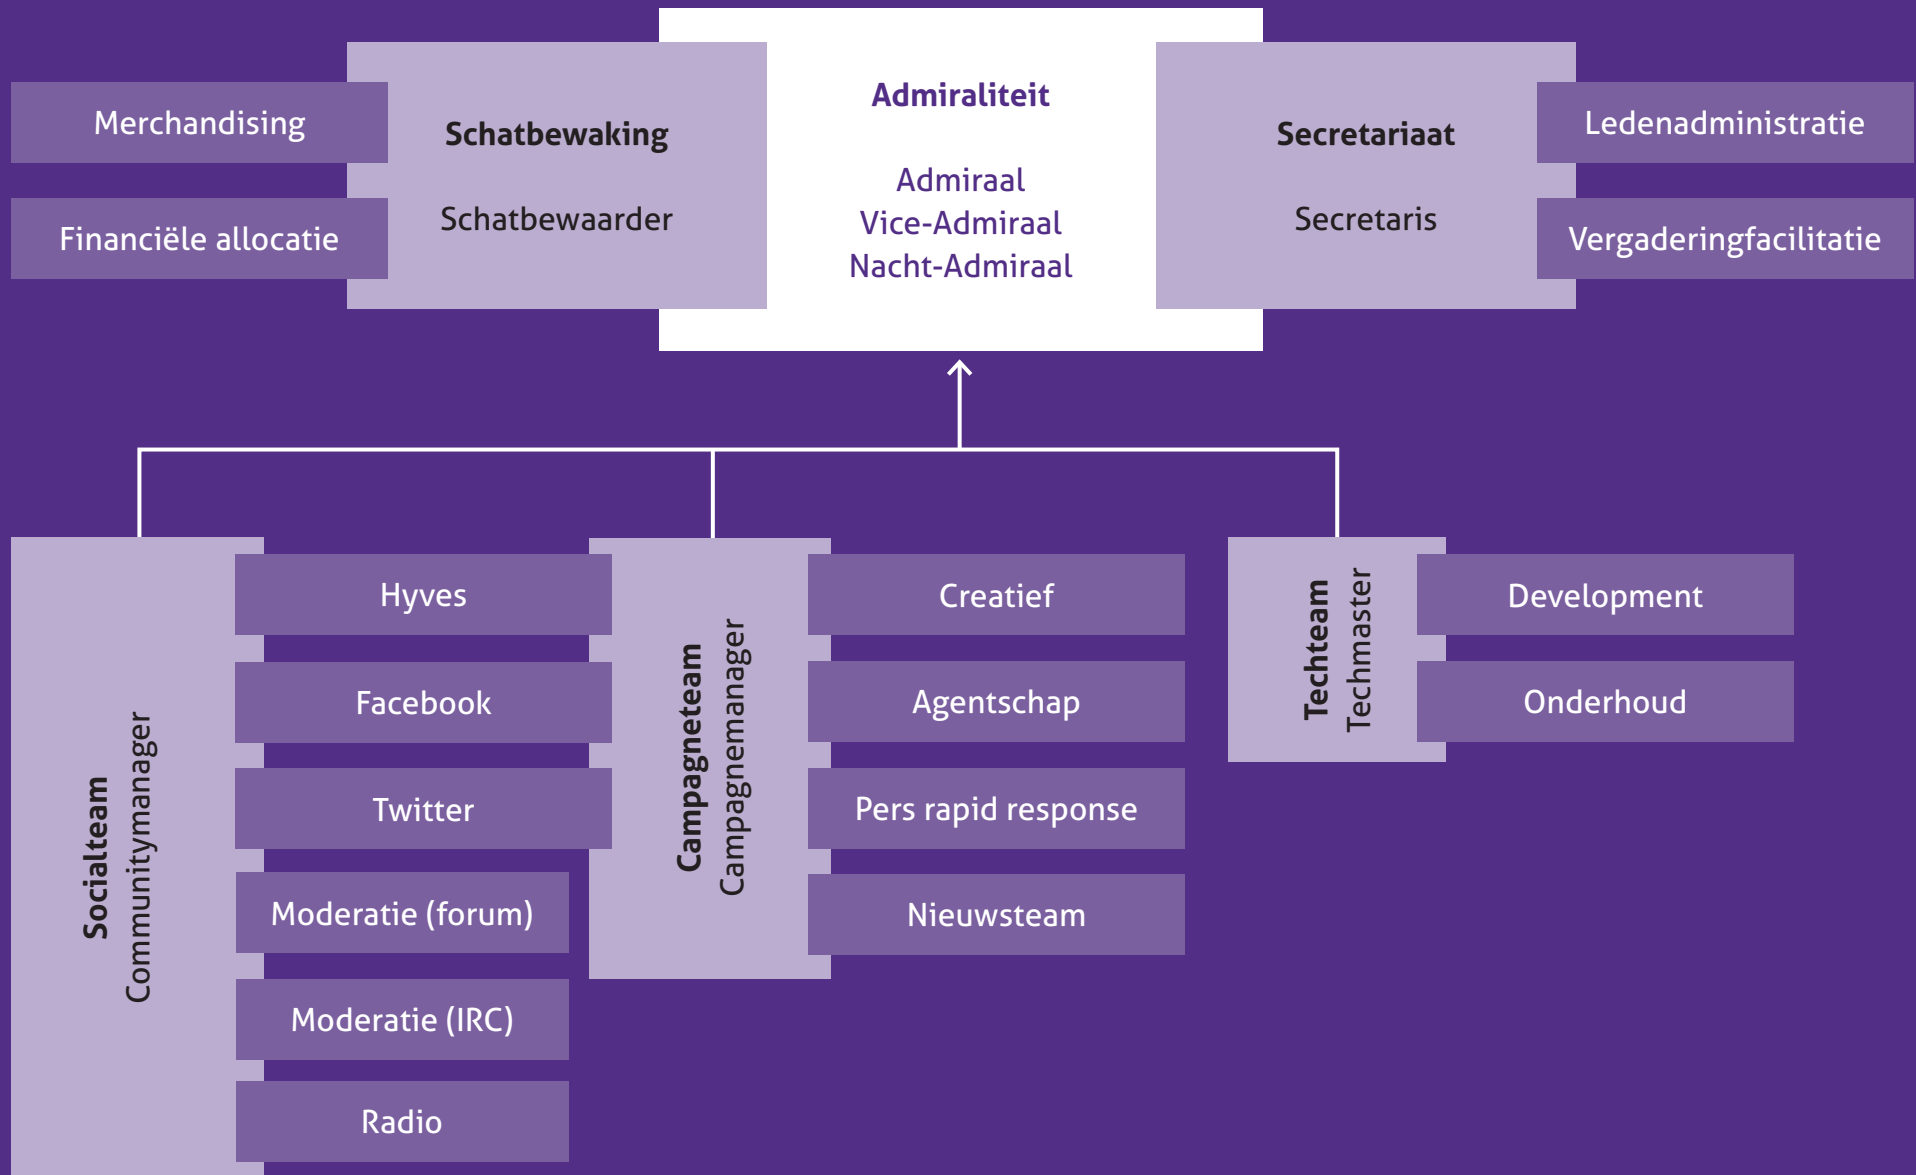 Merchandising
Financiële allocatie
Schatbewaking
Schatbewaarder
Admiraliteit
Admiraal
Vice-Admiraal
Nacht-Admiraal
Secretariaat
Secretaris
Ledenadministratie
Vergaderingfacilitatie
Socialteam
Communitymanager
Hyves
Facebook
Twitter
Moderatie (forum)
Moderatie (IRC)
Radio
Campagneteam
Campagnemanager
Creatief
Agentschap
Pers rapid response
Nieuwsteam
Techteam
Techmaster
Development
Onderhoud